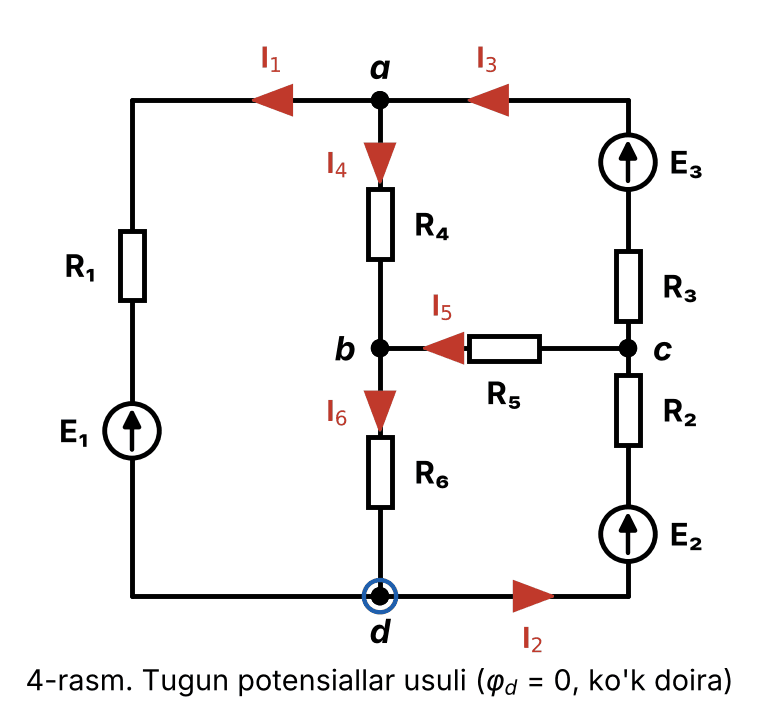 I₁
a
I₃
I₄
E₃
R₄
R₁
R₃
I₅
b
c
R₅
I₆
R₂
E₁
R₆
E₂
d
I₂
4-rasm. Tugun potensiallar usuli (φ_d = 0, ko'k doira)